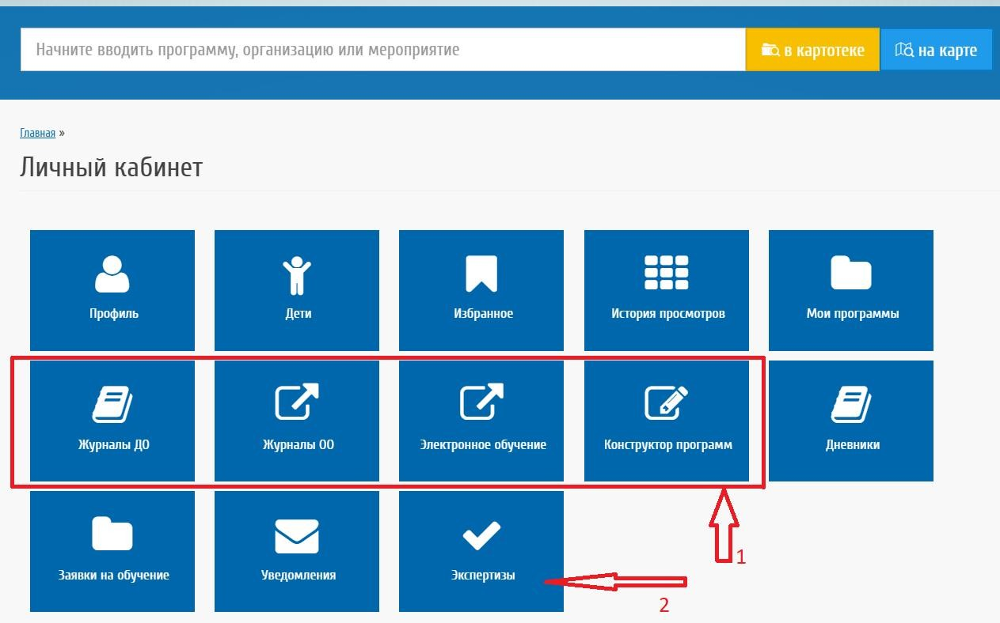 Начните вводить программу, организацию или мероприятие
в картотеке
на карте
Главная »
Личный кабинет
Профиль
Дети
Избранное
История просмотров
Мои программы
Журналы ДО
Журналы ОО
Электронное обучение
Конструктор программ
Дневники
Заявки на обучение
Уведомления
Экспертизы
1
2